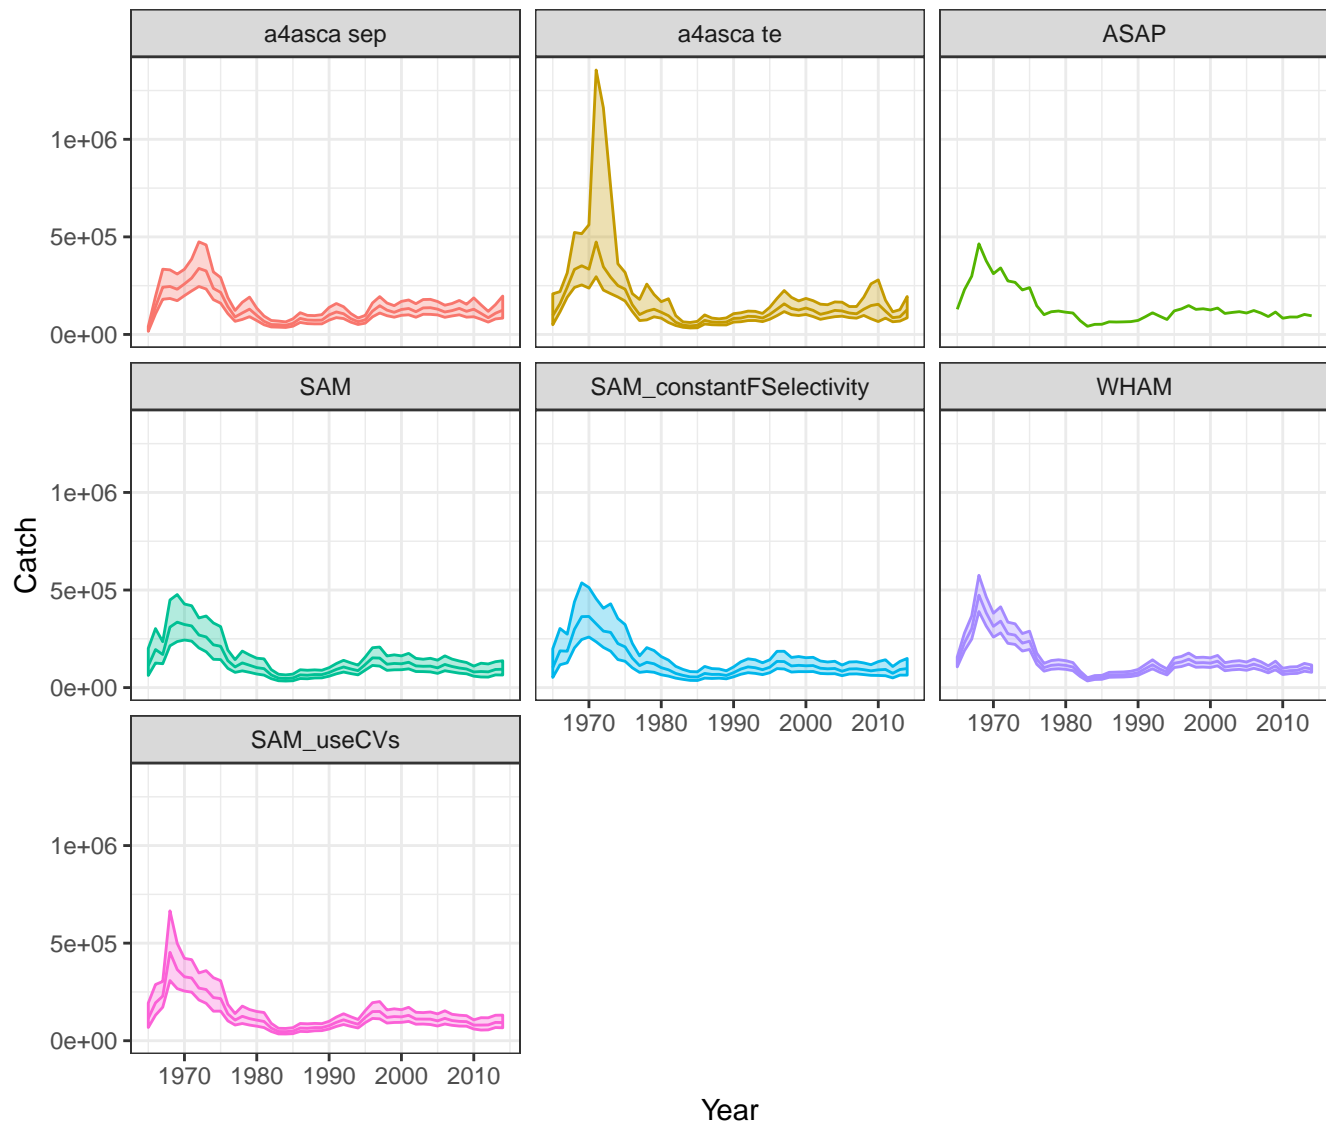 a4asca sep
a4asca te
ASAP
1e+06
5e+05
0e+00
SAM
SAM_constantFSelectivity
WHAM
1e+06
5e+05
0e+00
1970 1980 1990 2000 2010
1970 1980 1990 2000 2010
SAM_useCVs
1e+06
5e+05
0e+00
1970 1980 1990 2000 2010
Catch
Year